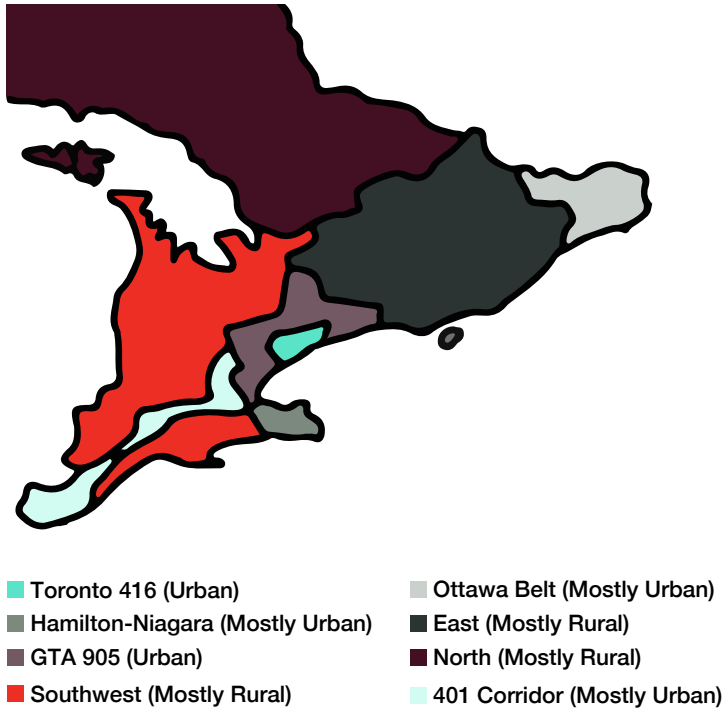 Toronto 416 (Urban)
Hamilton-Niagara (Mostly Urban)
GTA 905 (Urban)
Southwest (Mostly Rural)
Ottawa Belt (Mostly Urban)
East (Mostly Rural)
North (Mostly Rural)
401 Corridor (Mostly Urban)